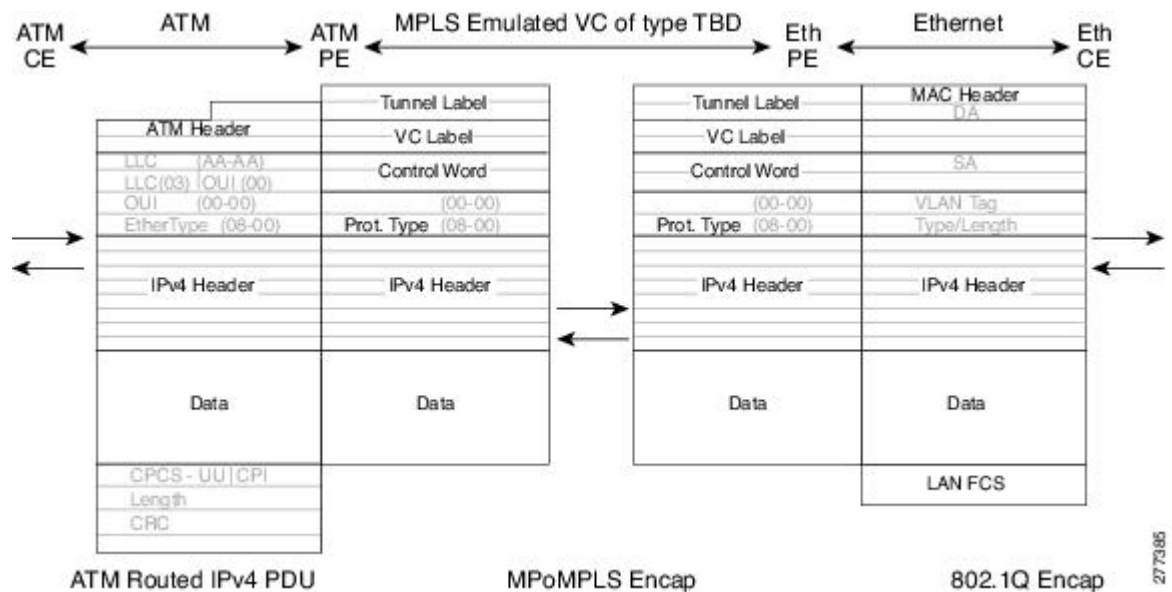 ATM CE
ATM
ATM PE
MPLS Emulated VC of type TBD
Eth PE
Ethernet
Eth CE
ATM Header
LLC (AA-AA)
LLC(03) OUI (00)
OUI (00-00)
EtherType (08-00)
IPv4 Header
Data
CPCS - UU|CPI
Length
CRC
Tunnel Label
VC Label
Control Word
(00-00)
Prot. Type (08-00)
IPv4 Header
Data
Tunnel Label
VC Label
Control Word
(00-00)
Prot. Type (08-00)
IPv4 Header
Data
MAC Header
DA
SA
VLAN Tag
Type/Length
IPv4 Header
Data
LAN FCS
ATM Routed IPv4 PDU
MPoMPLS Encap
802.1Q Encap
277385